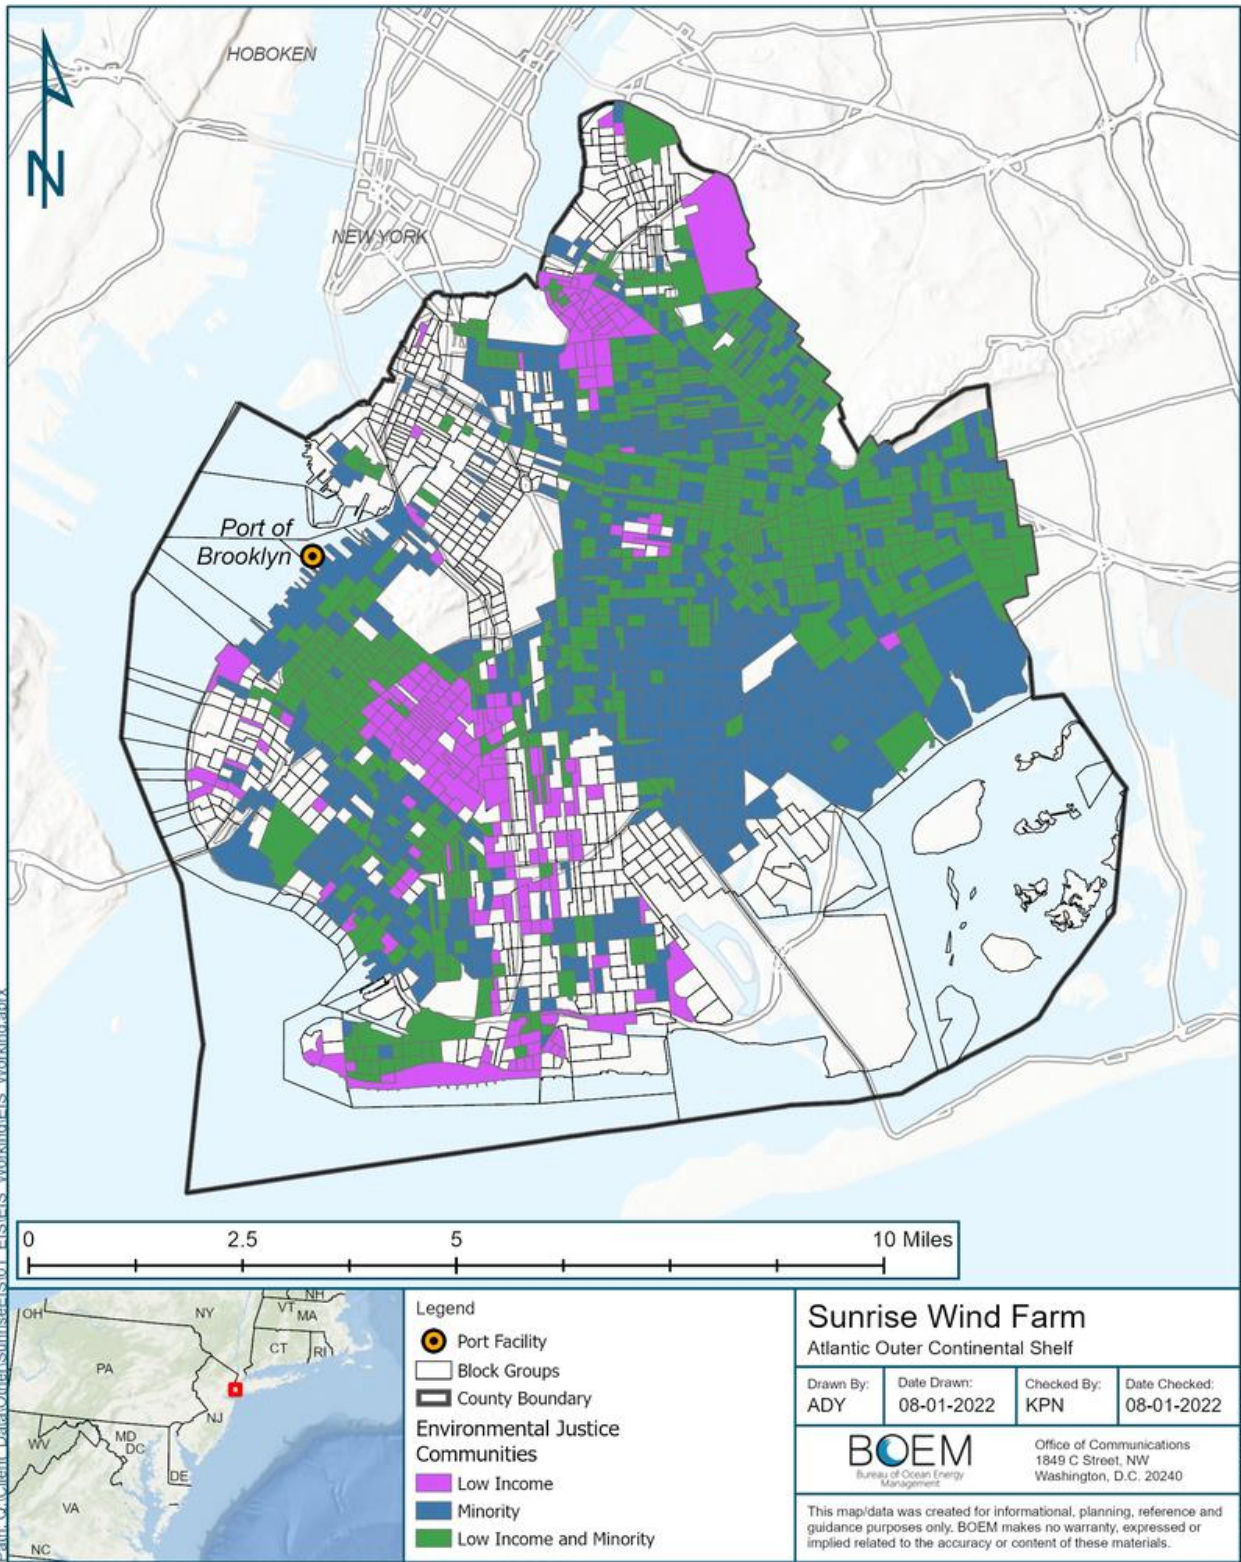 HOBOKEN
N
NEW YORK
Port of
Brooklyn
0 2.5 5 10 Miles
OH
NY
VT
NH
MA
CT
RI
PA
NJ
MD
DC
WV
DE
VA
NC
Legend
Port Facility
Block Groups
County Boundary
Environmental Justice
Communities
Low Income
Minority
Low Income and Minority
Sunrise Wind Farm
Atlantic Outer Continental Shelf
Drawn By:
ADY
Date Drawn:
08-01-2022
Checked By:
KPN
Date Checked:
08-01-2022
BOEM
Bureau of Ocean Energy
Management
Office of Communications
1849 C Street, NW
Washington, D.C. 20240
This map/data was created for informational, planning, reference and
guidance purposes only. BOEM makes no warranty, expressed or
implied related to the accuracy or content of these materials.